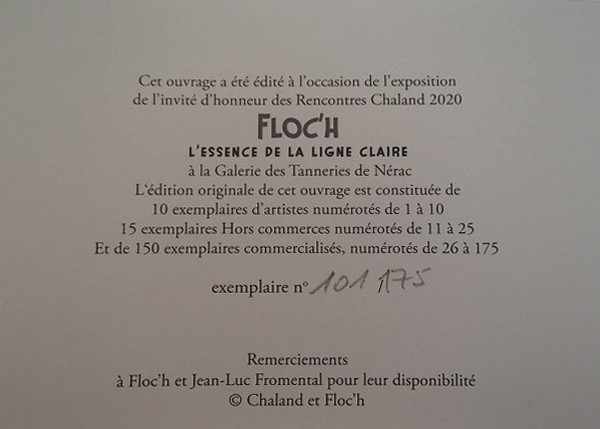 Cet ouvrage a été édité à l'occasion de l'exposition
de l'invité d'honneur des Rencontres Chaland 2020
FLOC'H
L'ESSENCE DE LA LIGNE CLAIRE
à la Galerie des Tanneries de Nérac
L'édition originale de cet ouvrage est constituée de
10 exemplaires d'artistes numérotés de 1 à 10
15 exemplaires Hors commerces numérotés de 11 à 25
Et de 150 exemplaires commercialisés, numérotés de 26 à 175
exemplaire n° 101/175
Remerciements
à Floc'h et Jean-Luc Fromental pour leur disponibilité
© Chaland et Floc'h